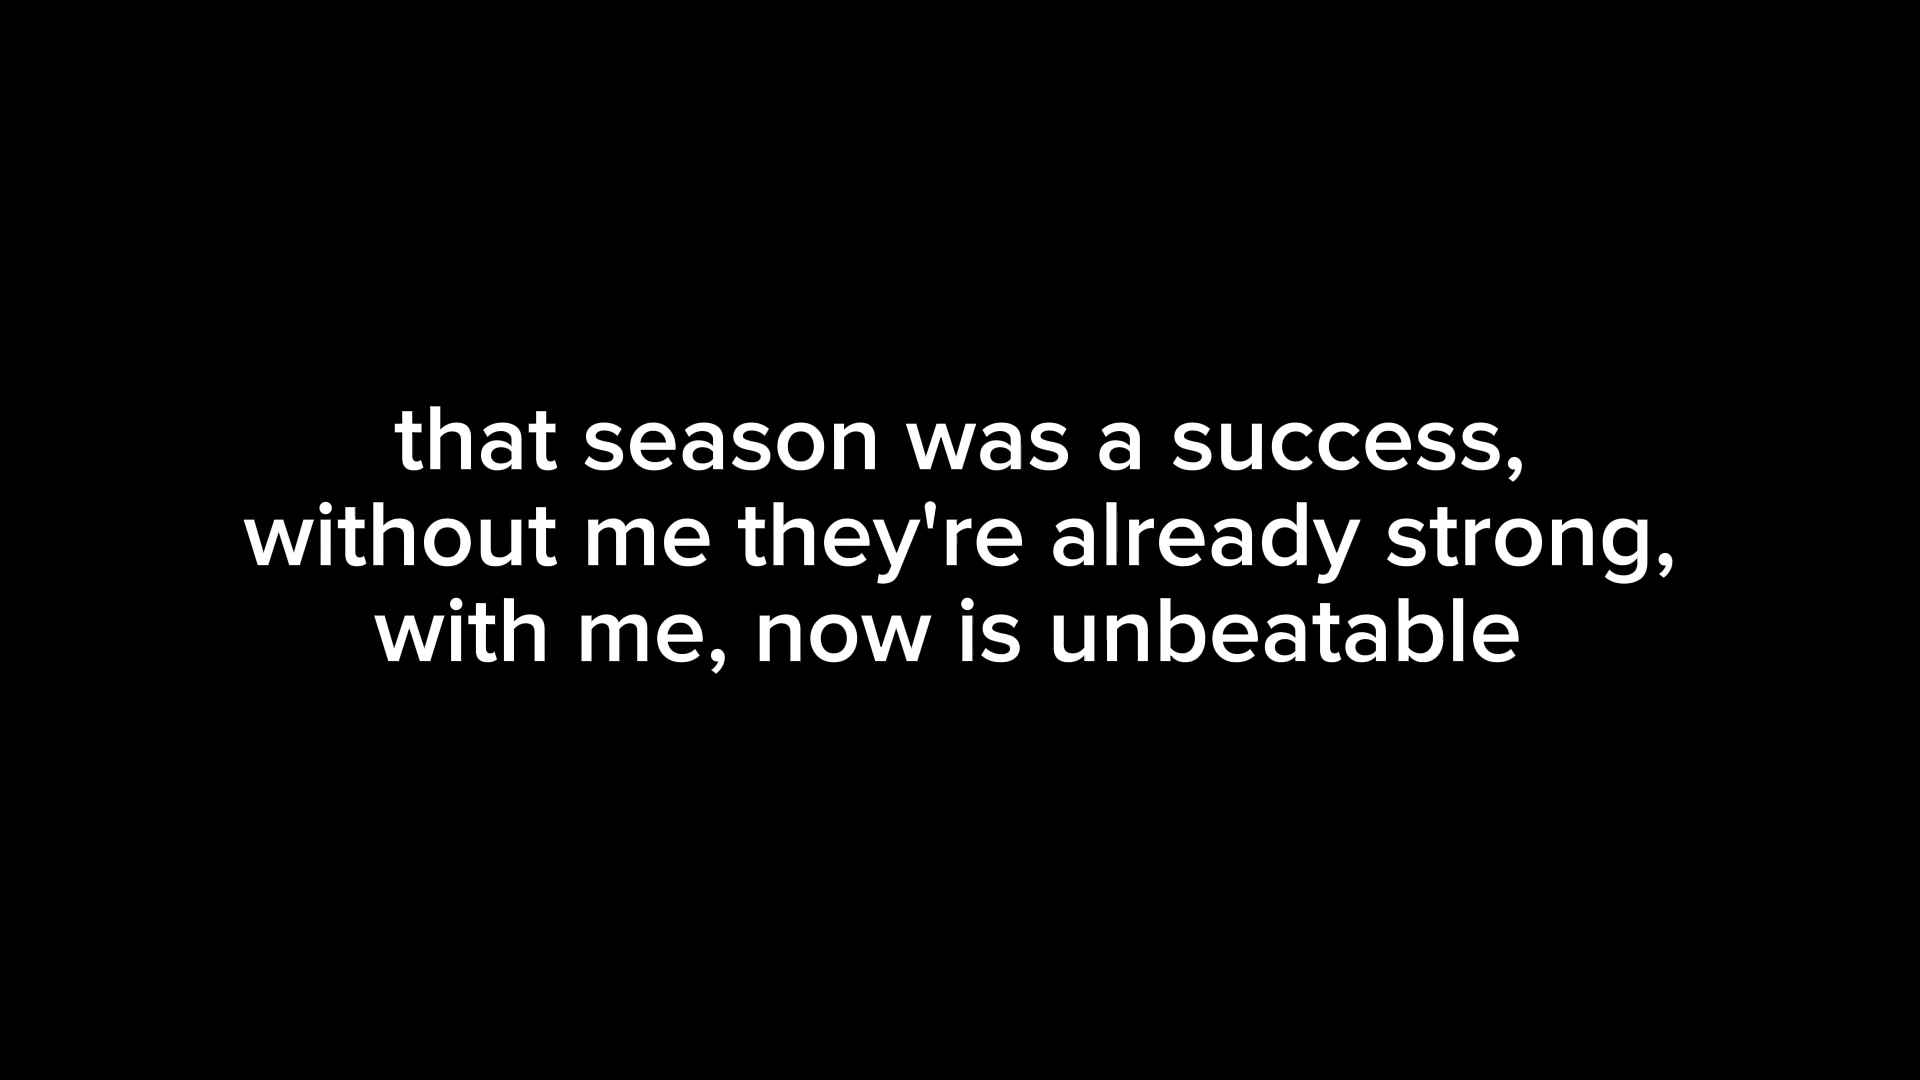 that season was a success,
without me they're already strong,
with me, now is unbeatable